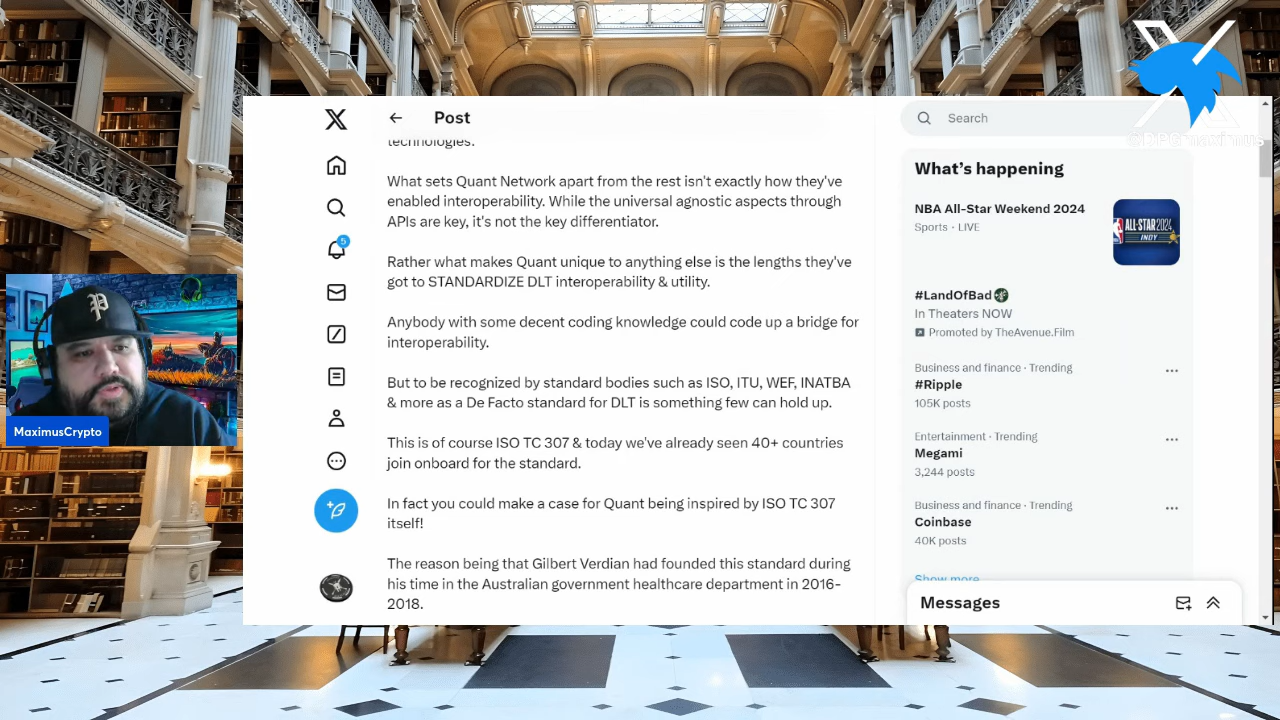 Post
Search
technologies.
What sets Quant Network apart from the rest isn't exactly how they've
enabled interoperability. While the universal agnostic aspects through
APIs are key, it's not the key differentiator.
Rather what makes Quant unique to anything else is the lengths they've
got to STANDARDIZE DLT interoperability & utility.
Anybody with some decent coding knowledge could code up a bridge for
interoperability.
But to be recognized by standard bodies such as ISO, ITU, WEF, INATBA
& more as a De Facto standard for DLT is something few can hold up.
This is of course ISO TC 307 & today we've already seen 40+ countries
join onboard for the standard.
In fact you could make a case for Quant being inspired by ISO TC 307
itself!
The reason being that Gilbert Verdian had founded this standard during
his time in the Australian government healthcare department in 2016-
2018.
5
What's happening
NBA All-Star Weekend 2024
Sports · LIVE
ALL-STAR 2024
INDY
#LandOfBad
In Theaters NOW
Promoted by TheAvenue.Film
Business and finance · Trending
#Ripple
105K posts
Entertainment · Trending
Megami
3,244 posts
Business and finance · Trending
Coinbase
40K posts
Show more
Messages
MaximusCrypto
P